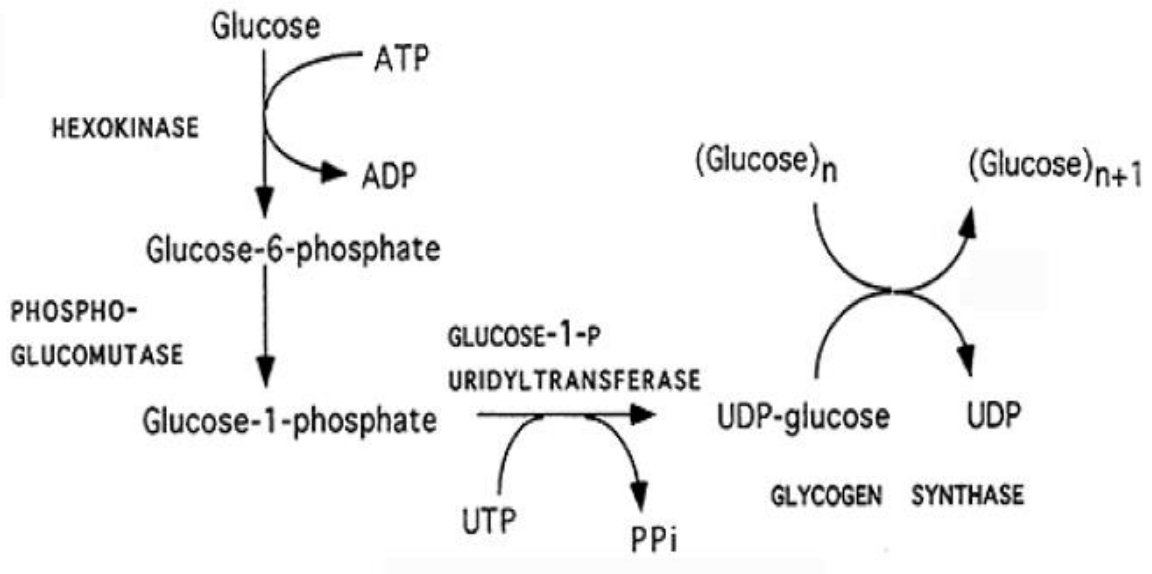 Glucose
ATP
HEXOKINASE
ADP
(Glucose)n
(Glucose)n+1
Glucose-6-phosphate
PHOSPHO-
GLUCOMUTASE
GLUCOSE-1-P
URIDYLTRANSFERASE
Glucose-1-phosphate
UDP-glucose
UDP
UTP
PPi
GLYCOGEN SYNTHASE